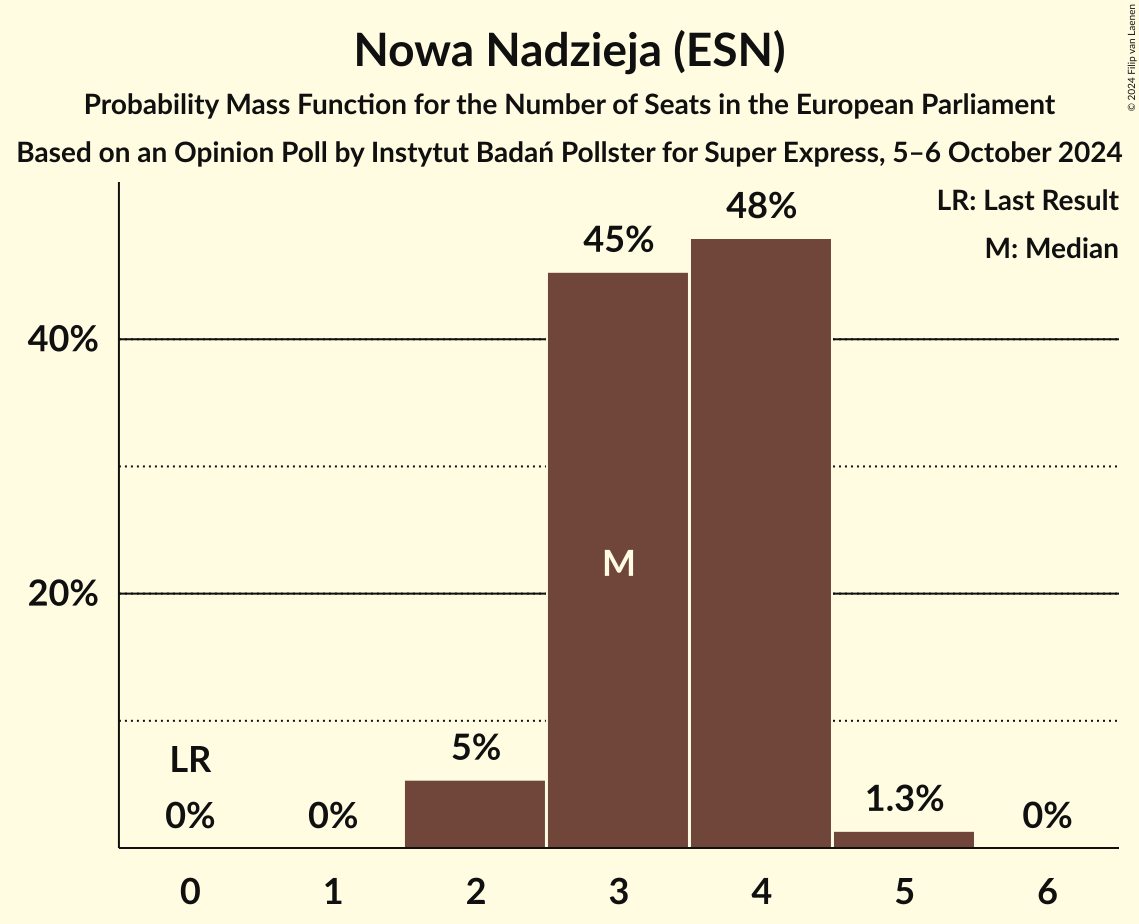 Nowa Nadzieja (ESN)
Probability Mass Function for the Number of Seats in the European Parliament
Based on an Opinion Poll by Instytut Badań Pollster for Super Express, 5–6 October 2024
© 2024 Filip van Laenen
LR: Last Result
M: Median
48%
45%
40%
M
20%
LR
5%
1.3%
0%
0%
0%
0
1
2
3
4
5
6